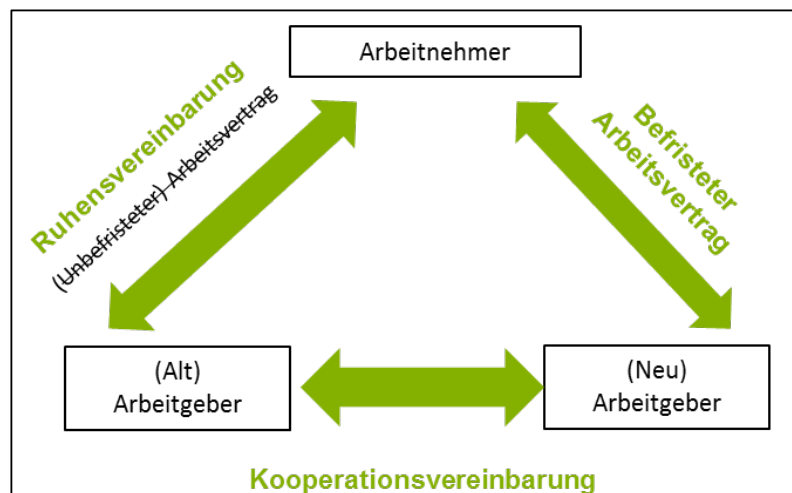 Arbeitnehmer
Ruhensvereinbarung
(Unbefristeter) Arbeitsvertrag
Befristeter
Arbeitsvertrag
(Alt)
Arbeitgeber
(Neu)
Arbeitgeber
Kooperationsvereinbarung